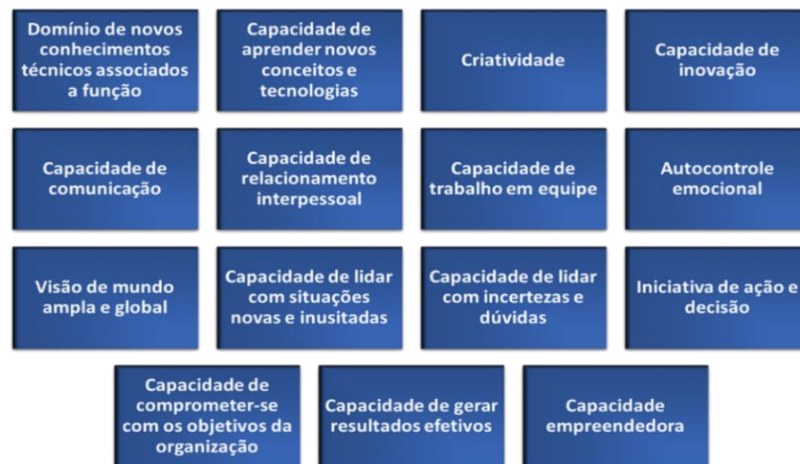 Domínio de novos
conhecimentos
técnicos associados
a função
Capacidade de
aprender novos
conceitos e
tecnologias
Criatividade
Capacidade de
inovação
Capacidade de
comunicação
Capacidade de
relacionamento
interpessoal
Capacidade de
trabalho em equipe
Autocontrole
emocional
Visão de mundo
ampla e global
Capacidade de lidar
com situações
novas e inusitadas
Capacidade de lidar
com incertezas e
dúvidas
Iniciativa de ação e
decisão
Capacidade de
comprometer-se
com os objetivos da
organização
Capacidade de gerar
resultados efetivos
Capacidade
empreendedora